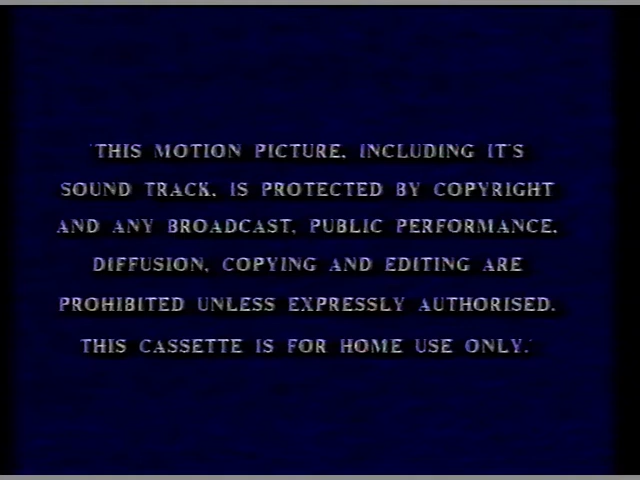 'THIS MOTION PICTURE, INCLUDING IT'S
SOUND TRACK, IS PROTECTED BY COPYRIGHT
AND ANY BROADCAST, PUBLIC PERFORMANCE,
DIFFUSION, COPYING AND EDITING ARE
PROHIBITED UNLESS EXPRESSLY AUTHORISED.
THIS CASSETTE IS FOR HOME USE ONLY.'